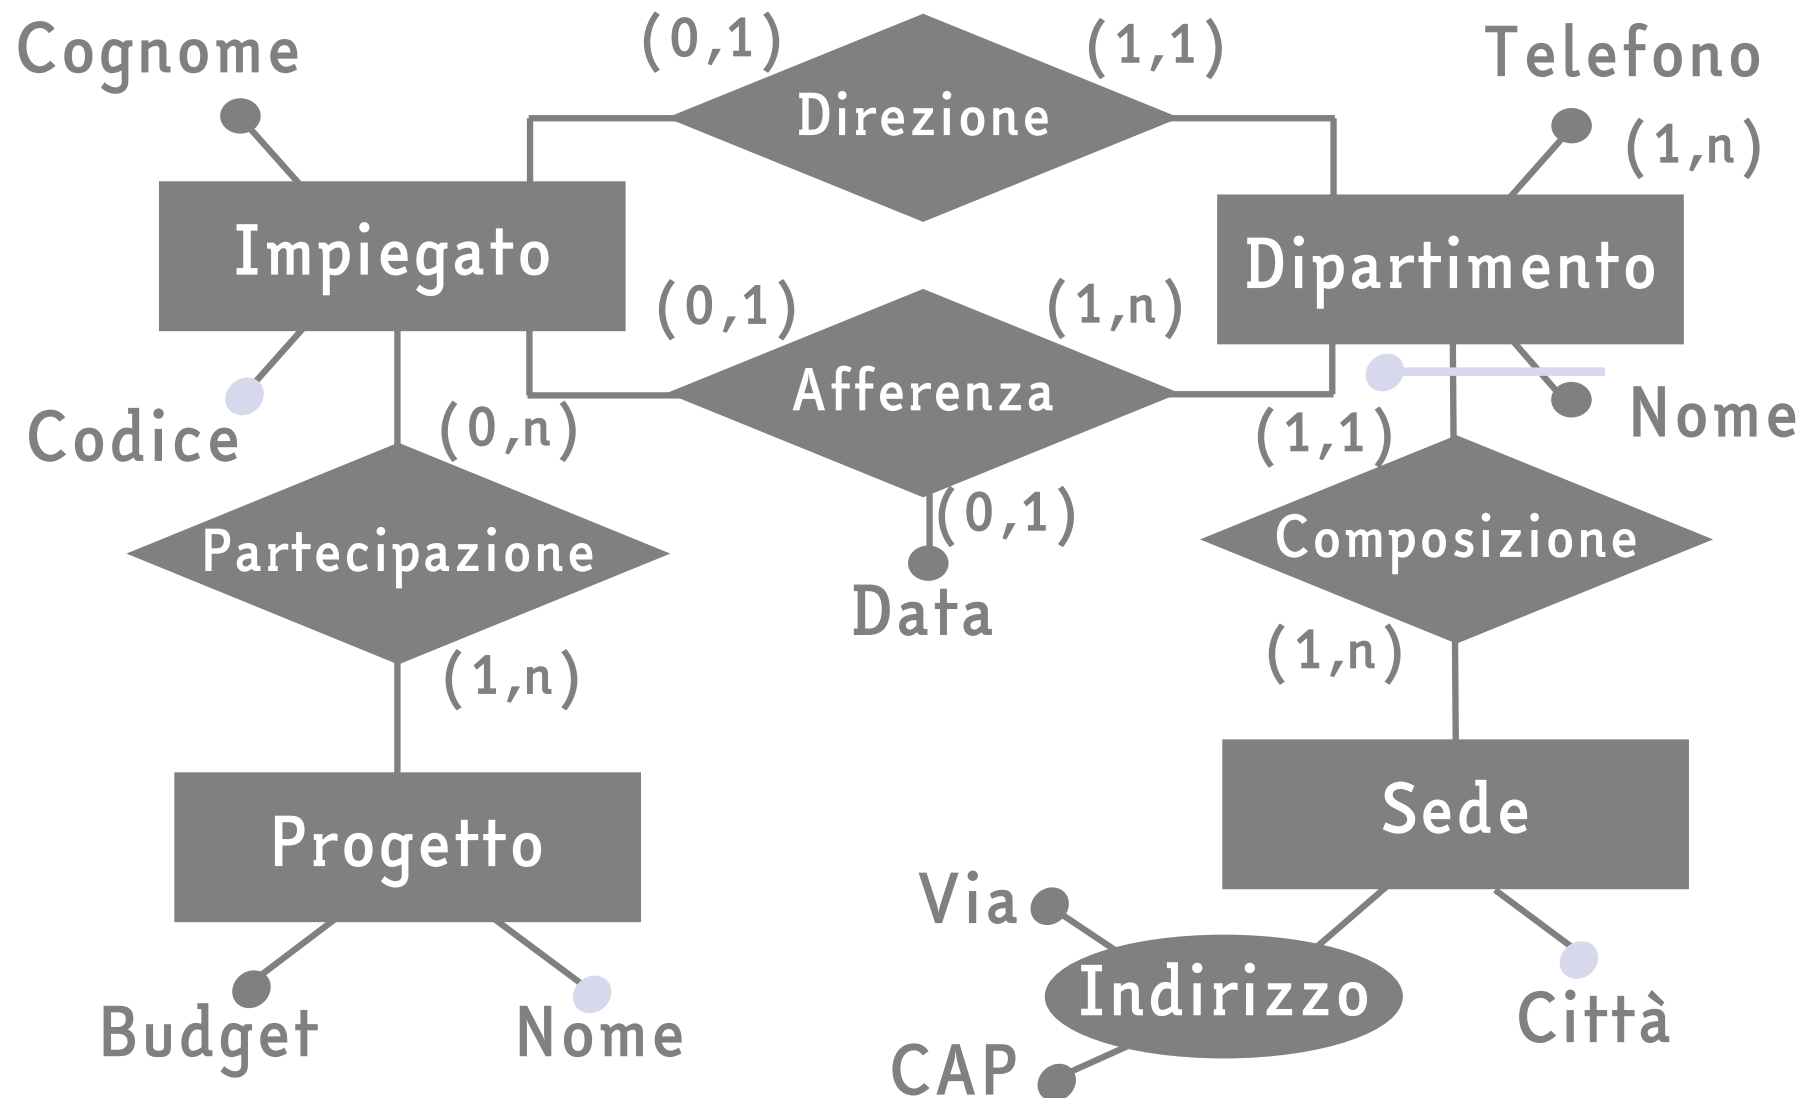 Cognome
(0,1)
(1,1)
Telefono
Direzione
(1,n)
Impiegato
Dipartimento
(0,1)
(1,n)
Afferenza
Codice
(0,n)
(1,1)
Nome
(0,1)
Partecipazione
Composizione
Data
(1,n)
(1,n)
Sede
Progetto
Via
Indirizzo
Budget
Nome
Città
CAP